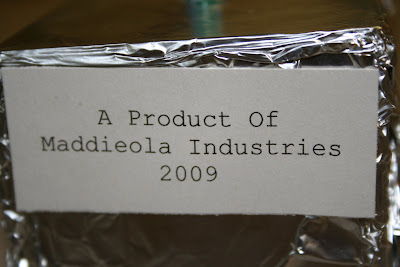 A Product Of
Maddieola Industries
2009